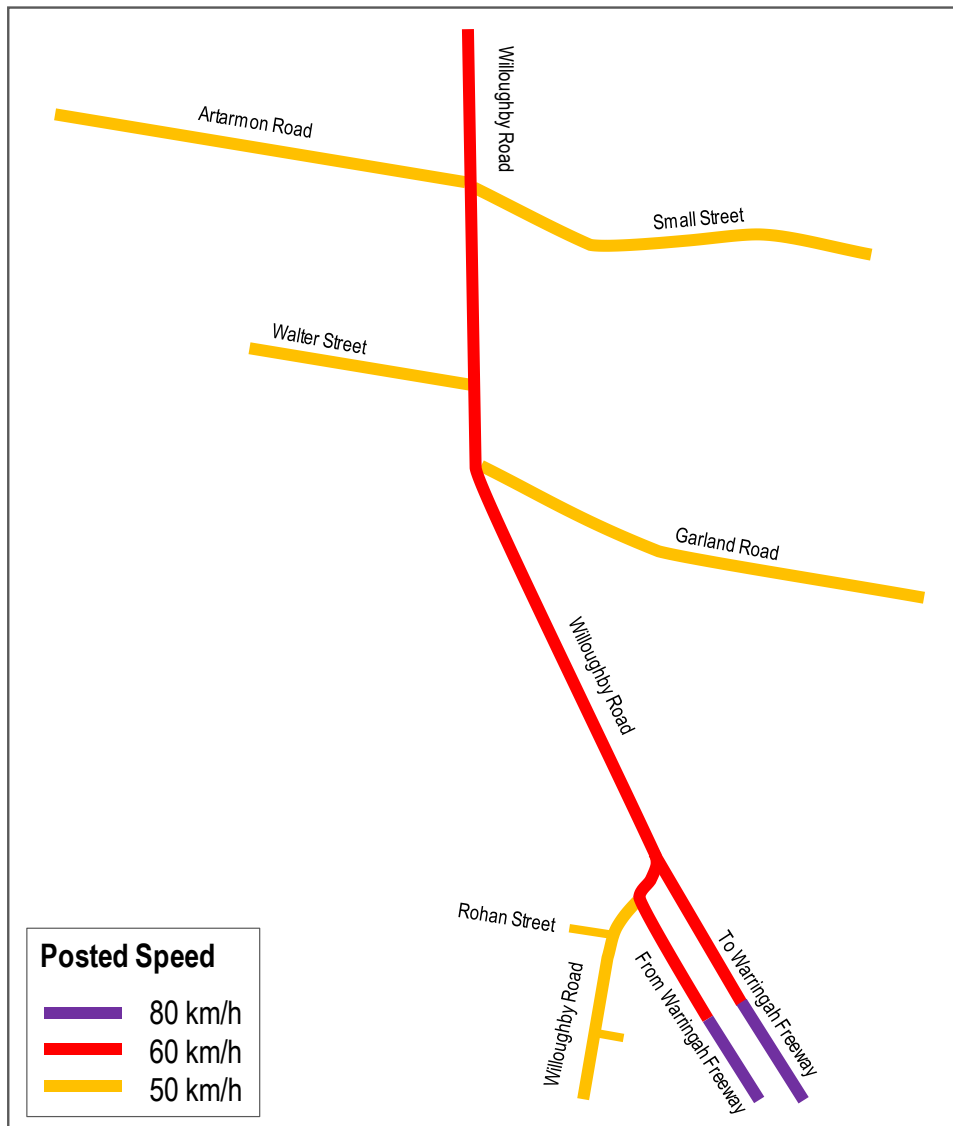 Willoughby Road
Artarmon Road
Small Street
Walter Street
Garland Road
Willoughby Road
Rohan Street
To Warringah Freeway
From Warringah Freeway
Willoughby Road
Posted Speed
80 km/h
60 km/h
50 km/h